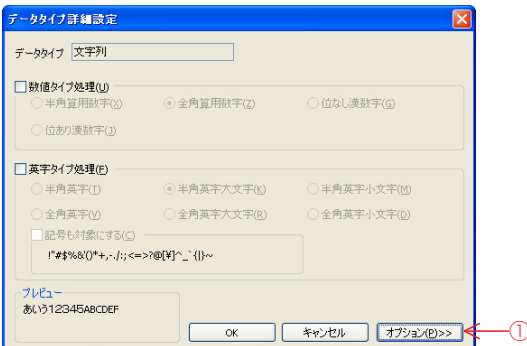 データタイプ詳細設定
データタイプ 文字列
数値タイプ処理(U)
半角算用数字(X) 全角算用数字(Z) 位なし漢数字(G)
位あり漢数字(J)
英字タイプ処理(F)
半角英字(T) 半角英字大文字(K) 半角英字小文字(M)
全角英字(V) 全角英字大文字(R) 全角英字小文字(D)
記号も対象にする(C)
!"#$%&'()*+,-./:;<=>?@[¥]^_`{|}~
プレビュー
あいう12345ABCDEF
OK キャンセル オプション(P)>> ①